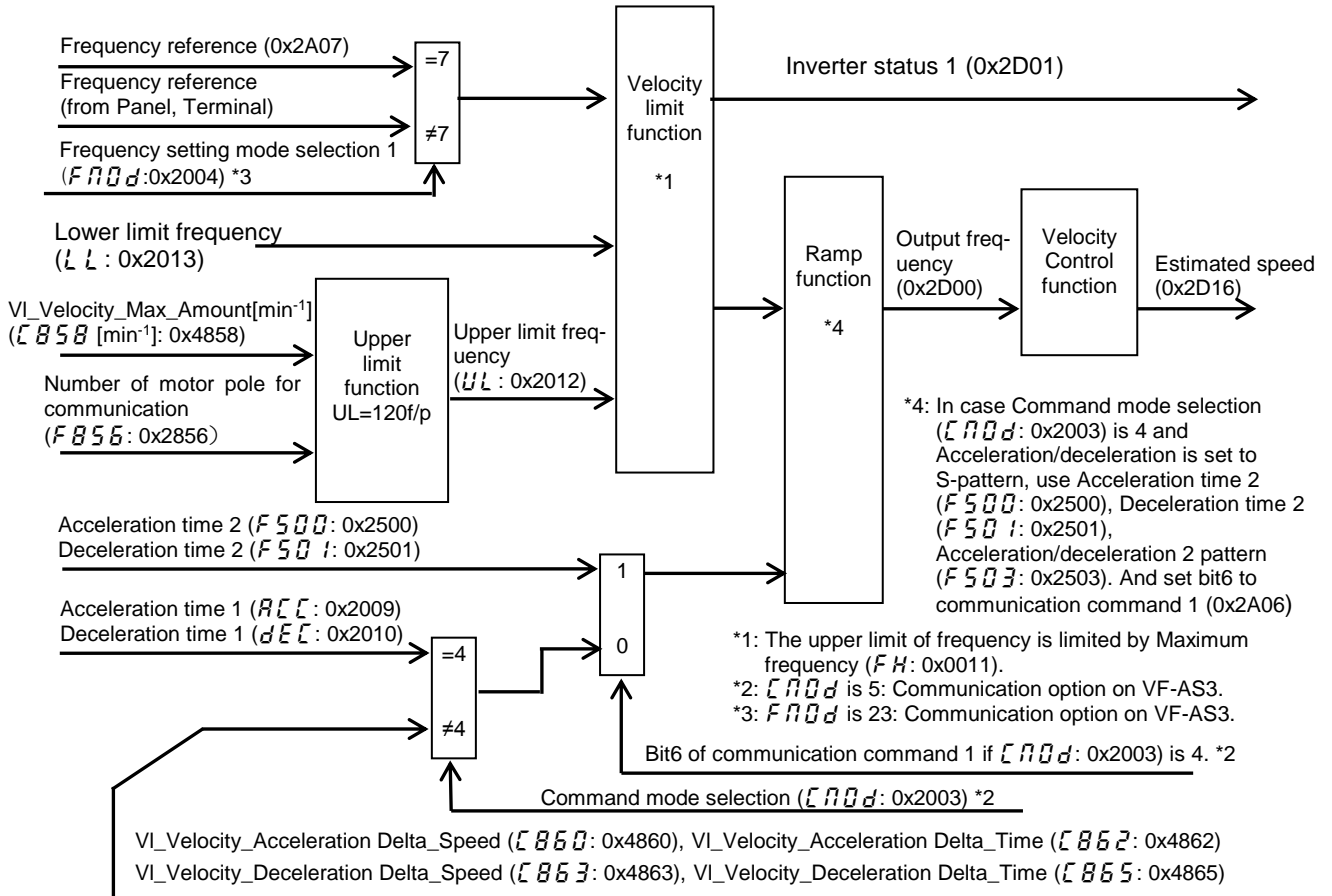 Frequency reference (0x2A07)
Frequency reference
(from Panel, Terminal)
Frequency setting mode selection 1
(FMOd:0x2004) *3
=7
≠7
Velocity
limit
function
*1
Inverter status 1 (0x2D01)
Lower limit frequency
(LL: 0x2013)
VI_Velocity_Max_Amount[min-1]
(C858 [min-1]: 0x4858)
Number of motor pole for
communication
(F856: 0x2856)
Upper
limit
function
UL=120f/p
Upper limit freq-
uency
(UL: 0x2012)
Ramp
function
*4
Output freq-
uency
(0x2D00)
Velocity
Control
function
Estimated speed
(0x2D16)
*4: In case Command mode selection
(CMOd: 0x2003) is 4 and
Acceleration/deceleration is set to
S-pattern, use Acceleration time 2
(F500: 0x2500), Deceleration time 2
(F501: 0x2501),
Acceleration/deceleration 2 pattern
(F503: 0x2503). And set bit6 to
communication command 1 (0x2A06)
Acceleration time 2 (F500: 0x2500)
Deceleration time 2 (F501: 0x2501)
1
0
Acceleration time 1 (ACC: 0x2009)
Deceleration time 1 (dEC: 0x2010)
=4
≠4
*1: The upper limit of frequency is limited by Maximum
frequency (FH: 0x0011).
*2: CMOd is 5: Communication option on VF-AS3.
*3: FMOd is 23: Communication option on VF-AS3.
Bit6 of communication command 1 if CMOd: 0x2003) is 4. *2
Command mode selection (CMOd: 0x2003) *2
VI_Velocity_Acceleration Delta_Speed (C860: 0x4860), VI_Velocity_Acceleration Delta_Time (C862: 0x4862)
VI_Velocity_Deceleration Delta_Speed (C863: 0x4863), VI_Velocity_Deceleration Delta_Time (C865: 0x4865)